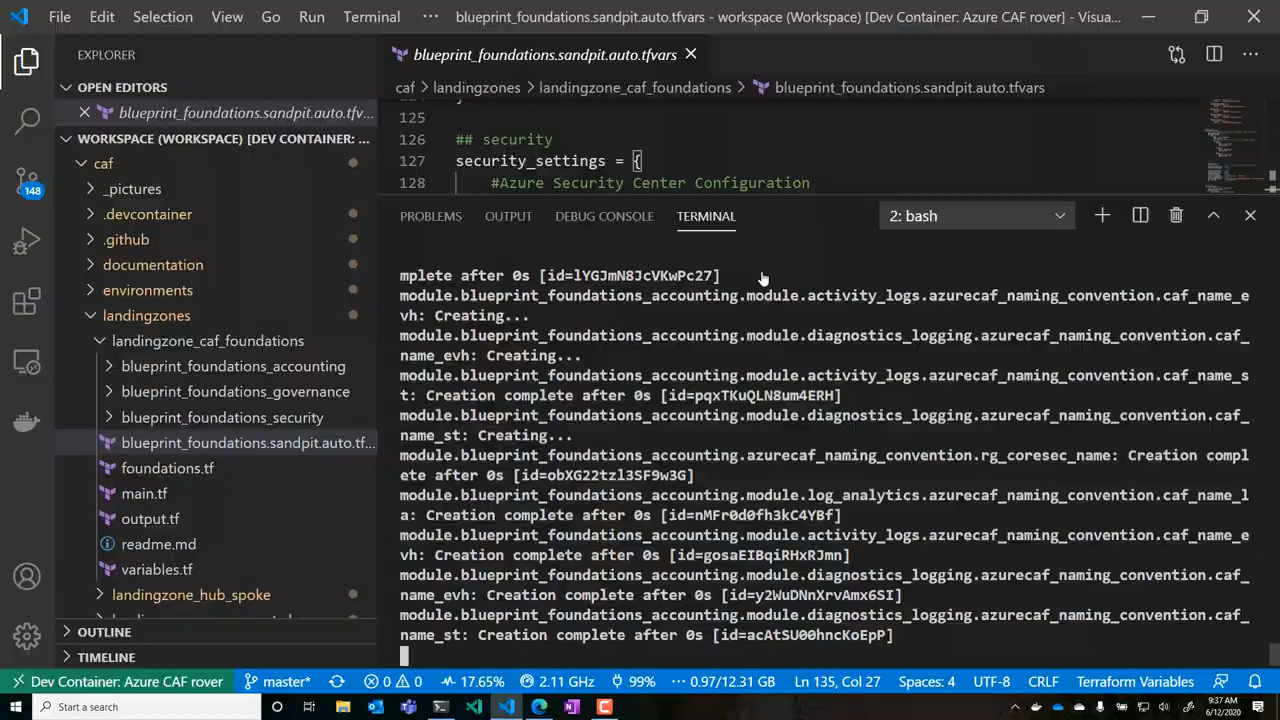 File Edit Selection View Go Run Terminal ··· blueprint_foundations.sandpit.auto.tfvars - workspace (Workspace) [Dev Container: Azure CAF rover] - Visua...
EXPLORER
OPEN EDITORS
blueprint_foundations.sandpit.auto.tfv...
WORKSPACE (WORKSPACE) [DEV CONTAINER: ...
caf
_pictures
.devcontainer
.github
documentation
environments
landingzones
landingzone_caf_foundations
blueprint_foundations_accounting
blueprint_foundations_governance
blueprint_foundations_security
blueprint_foundations.sandpit.auto.tf...
foundations.tf
main.tf
output.tf
readme.md
variables.tf
landingzone_hub_spoke
OUTLINE
TIMELINE
148
blueprint_foundations.sandpit.auto.tfvars
caf > landingzones > landingzone_caf_foundations > blueprint_foundations.sandpit.auto.tfvars
125
126 ## security
127 security_settings = {
128 #Azure Security Center Configuration
PROBLEMS OUTPUT DEBUG CONSOLE TERMINAL 2: bash
mplete after 0s [id=lYGJmN8JcVKwPc27]
module.blueprint_foundations_accounting.module.activity_logs.azurecaf_naming_convention.caf_name_e
vh: Creating...
module.blueprint_foundations_accounting.module.diagnostics_logging.azurecaf_naming_convention.caf_
name_evh: Creating...
module.blueprint_foundations_accounting.module.activity_logs.azurecaf_naming_convention.caf_name_s
t: Creation complete after 0s [id=pqxTKuQLN8um4ERH]
module.blueprint_foundations_accounting.module.diagnostics_logging.azurecaf_naming_convention.caf_
name_st: Creating...
module.blueprint_foundations_accounting.azurecaf_naming_convention.rg_coresec_name: Creation compl
ete after 0s [id=obXG22tzl3SF9w3G]
module.blueprint_foundations_accounting.module.log_analytics.azurecaf_naming_convention.caf_name_l
a: Creation complete after 0s [id=nMFr0d0fh3kC4YBf]
module.blueprint_foundations_accounting.module.activity_logs.azurecaf_naming_convention.caf_name_e
vh: Creation complete after 0s [id=gosaEIBqiRHxRJmn]
module.blueprint_foundations_accounting.module.diagnostics_logging.azurecaf_naming_convention.caf_
name_evh: Creation complete after 0s [id=y2WuDNnXrvAmx6SI]
module.blueprint_foundations_accounting.module.diagnostics_logging.azurecaf_naming_convention.caf_
name_st: Creation complete after 0s [id=acAtSU00hncKoEpP]
Dev Container: Azure CAF rover master* 0 0 17.65% 2.11 GHz 99% ··· 0.97/12.31 GB Ln 135, Col 27 Spaces: 4 UTF-8 CRLF Terraform Variables
Start a search
9:37 AM
6/12/2020